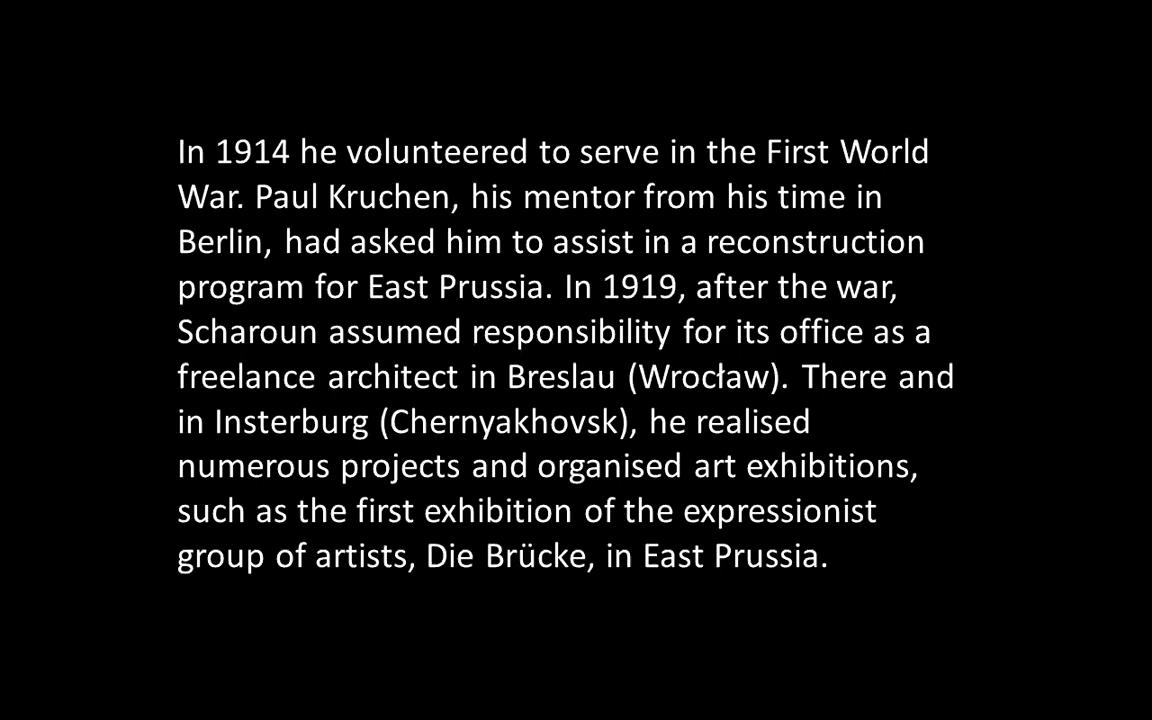 In 1914 he volunteered to serve in the First World
War. Paul Kruchen, his mentor from his time in
Berlin, had asked him to assist in a reconstruction
program for East Prussia. In 1919, after the war,
Scharoun assumed responsibility for its office as a
freelance architect in Breslau (Wrocław). There and
in Insterburg (Chernyakhovsk), he realised
numerous projects and organised art exhibitions,
such as the first exhibition of the expressionist
group of artists, Die Brücke, in East Prussia.